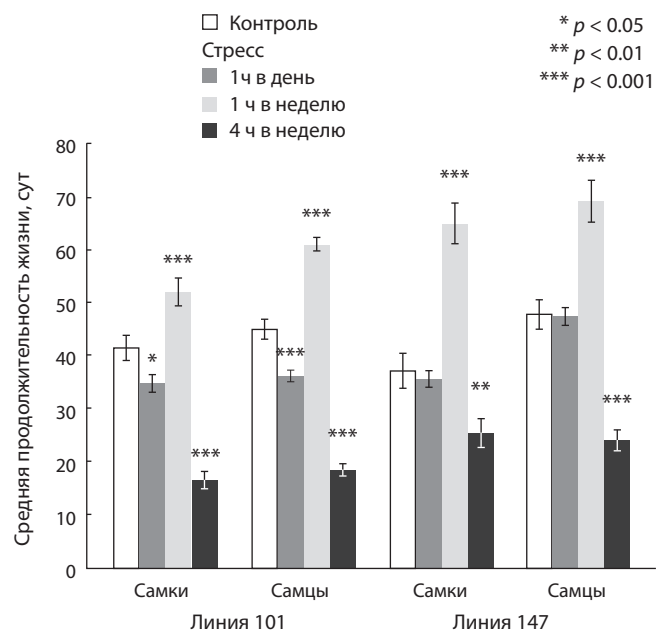 Контроль
Стресс
1ч в день
1 ч в неделю
4 ч в неделю
* p < 0.05
** p < 0.01
*** p < 0.001
Средняя продолжительность жизни, сут
80
70
60
50
40
30
20
10
0
***
*
***
***
***
***
***
**
***
***
Самки Самцы Самки Самцы
Линия 101 Линия 147